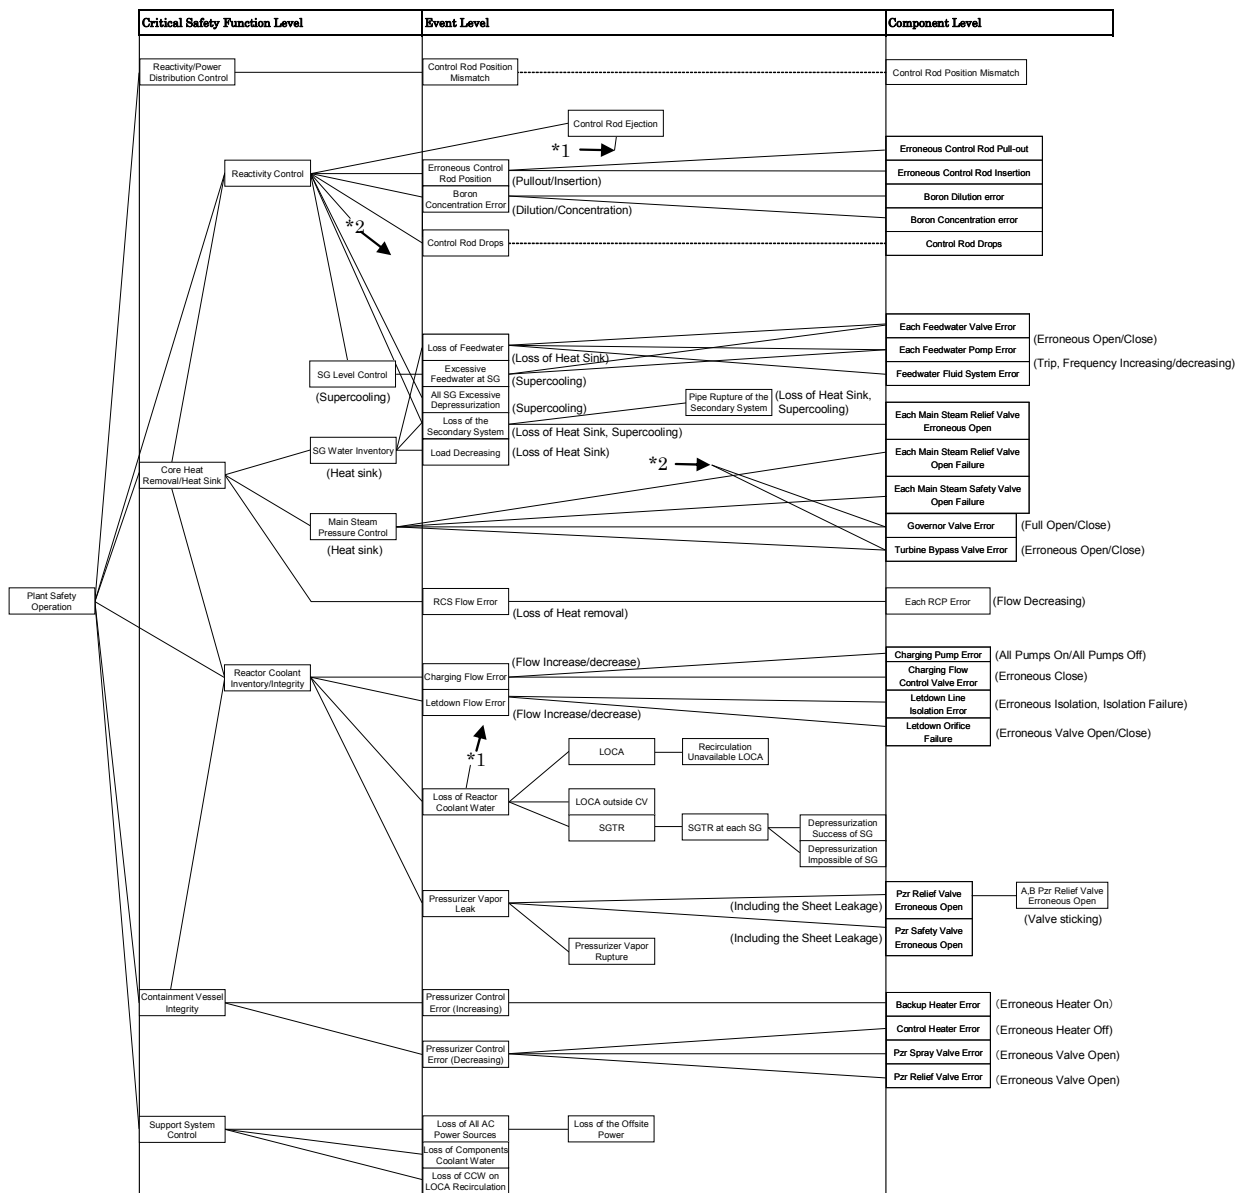 Critical Safety Function Level
Event Level
Component Level
Reactivity/Power
Distribution Control
Control Rod Position
Mismatch
Control Rod Position Mismatch
Control Rod Ejection
*1
Reactivity Control
Erroneous Control
Rod Position
(Pullout/Insertion)
Boron
Concentration Error
(Dilution/Concentration)
Erroneous Control Rod Pull-out
Erroneous Control Rod Insertion
Boron Dilution error
Boron Concentration error
*2
Control Rod Drops
Control Rod Drops
SG Level Control
(Supercooling)
Loss of Feedwater
(Loss of Heat Sink)
Excessive
Feedwater at SG
(Supercooling)
All SG Excessive
Depressurization
(Supercooling)
Loss of the
Secondary System
(Loss of Heat Sink, Supercooling)
Load Decreasing
(Loss of Heat Sink)
Pipe Rupture of the
Secondary System
(Loss of Heat Sink,
Supercooling)
Each Feedwater Valve Error
(Erroneous Open/Close)
Each Feedwater Pomp Error
(Trip, Frequency Increasing/decreasing)
Feedwater Fluid System Error
Each Main Steam Relief Valve
Erroneous Open
Each Main Steam Relief Valve
Open Failure
Each Main Steam Safety Valve
Open Failure
*2
Governor Valve Error
(Full Open/Close)
Turbine Bypass Valve Error
(Erroneous Open/Close)
Core Heat
Removal/Heat Sink
SG Water Inventory
(Heat sink)
Main Steam
Pressure Control
(Heat sink)
Plant Safety
Operation
RCS Flow Error
(Loss of Heat removal)
Each RCP Error
(Flow Decreasing)
Reactor Coolant
Inventory/Integrity
(Flow Increase/decrease)
Charging Flow Error
Letdown Flow Error
(Flow Increase/decrease)
Charging Pump Error
(All Pumps On/All Pumps Off)
Charging Flow
Control Valve Error
(Erroneous Close)
Letdown Line
Isolation Error
(Erroneous Isolation, Isolation Failure)
Letdown Orifice
Failure
(Erroneous Valve Open/Close)
*1
LOCA
Recirculation
Unavailable LOCA
Loss of Reactor
Coolant Water
LOCA outside CV
SGTR
SGTR at each SG
Depressurization
Success of SG
Depressurization
Impossible of SG
Pressurizer Vapor
Leak
(Including the Sheet Leakage)
Pzr Relief Valve
Erroneous Open
A,B Pzr Relief Valve
Erroneous Open
(Valve sticking)
(Including the Sheet Leakage)
Pzr Safety Valve
Erroneous Open
Pressurizer Vapor
Rupture
Containment Vessel
Integrity
Pressurizer Control
Error (Increasing)
Backup Heater Error
(Erroneous Heater On)
Control Heater Error
(Erroneous Heater Off)
Pressurizer Control
Error (Decreasing)
Pzr Spray Valve Error
(Erroneous Valve Open)
Pzr Relief Valve Error
(Erroneous Valve Open)
Support System
Control
Loss of All AC
Power Sources
Loss of the Offsite
Power
Loss of Components
Coolant Water
Loss of CCW on
LOCA Recirculation